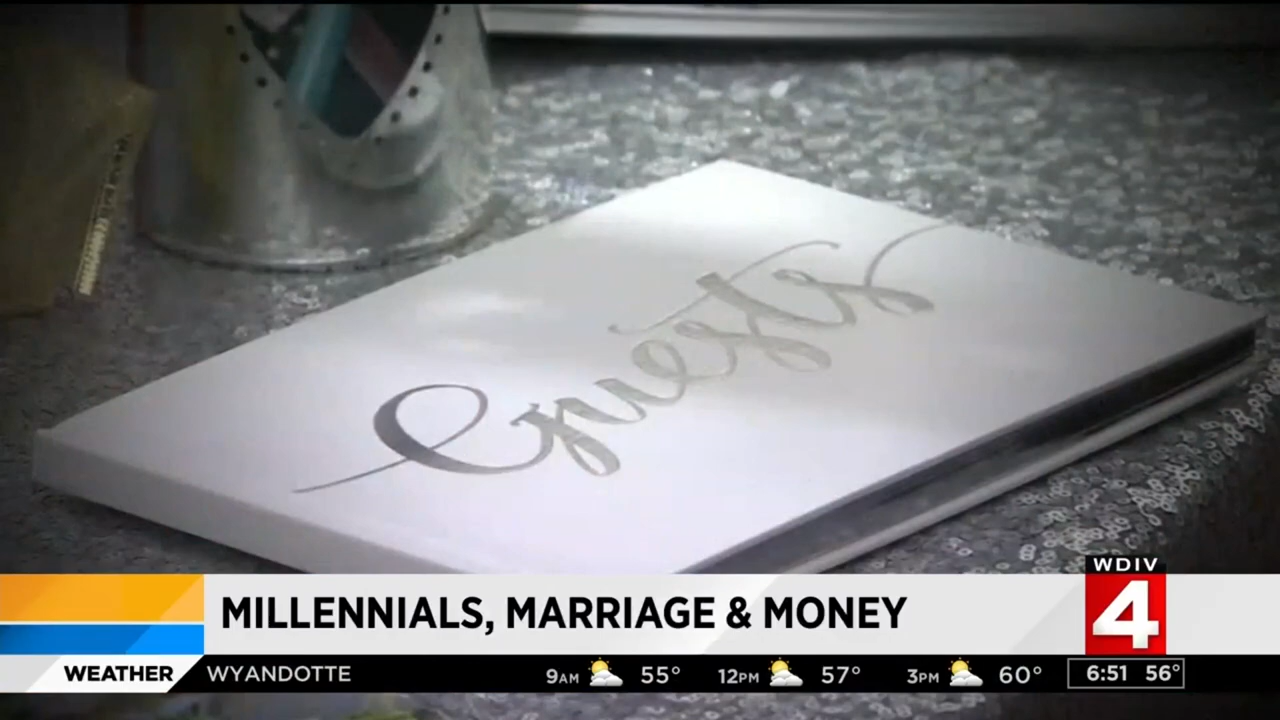 Guests
WDIV
4
MILLENNIALS, MARRIAGE & MONEY
WEATHER WYANDOTTE 9AM 55° 12PM 57° 3PM 60° 6:51 56°